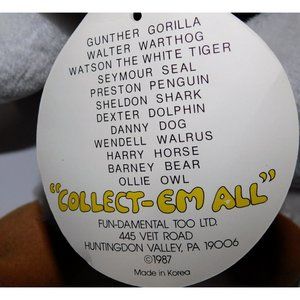 GUNTHER GORILLA
WALTER WARTHOG
WATSON THE WHITE TIGER
SEYMOUR SEAL
PRESTON PENGUIN
SHELDON SHARK
DEXTER DOLPHIN
DANNY DOG
WENDELL WALRUS
HARRY HORSE
BARNEY BEAR
OLLIE OWL
"COLLECT-EM ALL"
FUN-DAMENTAL TOO LTD.
445 VEIT ROAD
HUNTINGDON VALLEY, PA 19006
©1987
Made in Korea